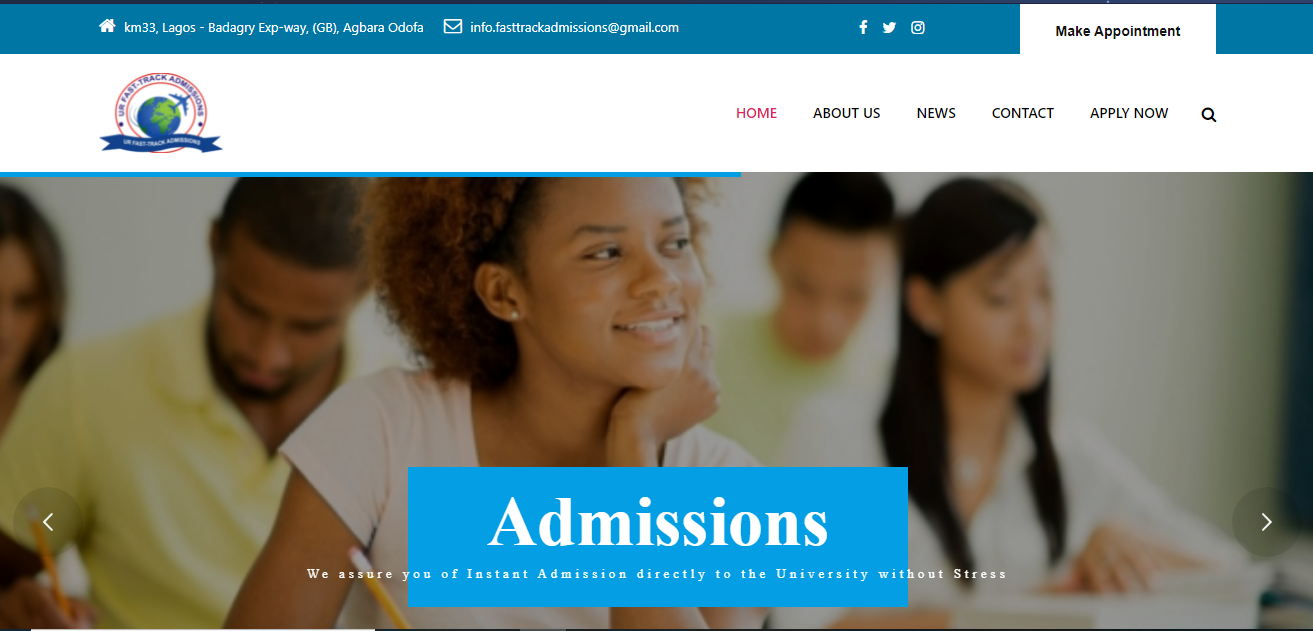 km33, Lagos - Badagry Exp-way, (GB), Agbara Odofa
info.fasttrackadmissions@gmail.com
Make Appointment
UR FAST-TRACK ADMISSIONS
UR FAST-TRACK ADMISSIONS
HOME
ABOUT US
NEWS
CONTACT
APPLY NOW
Admissions
We assure you of Instant Admission directly to the University without Stress